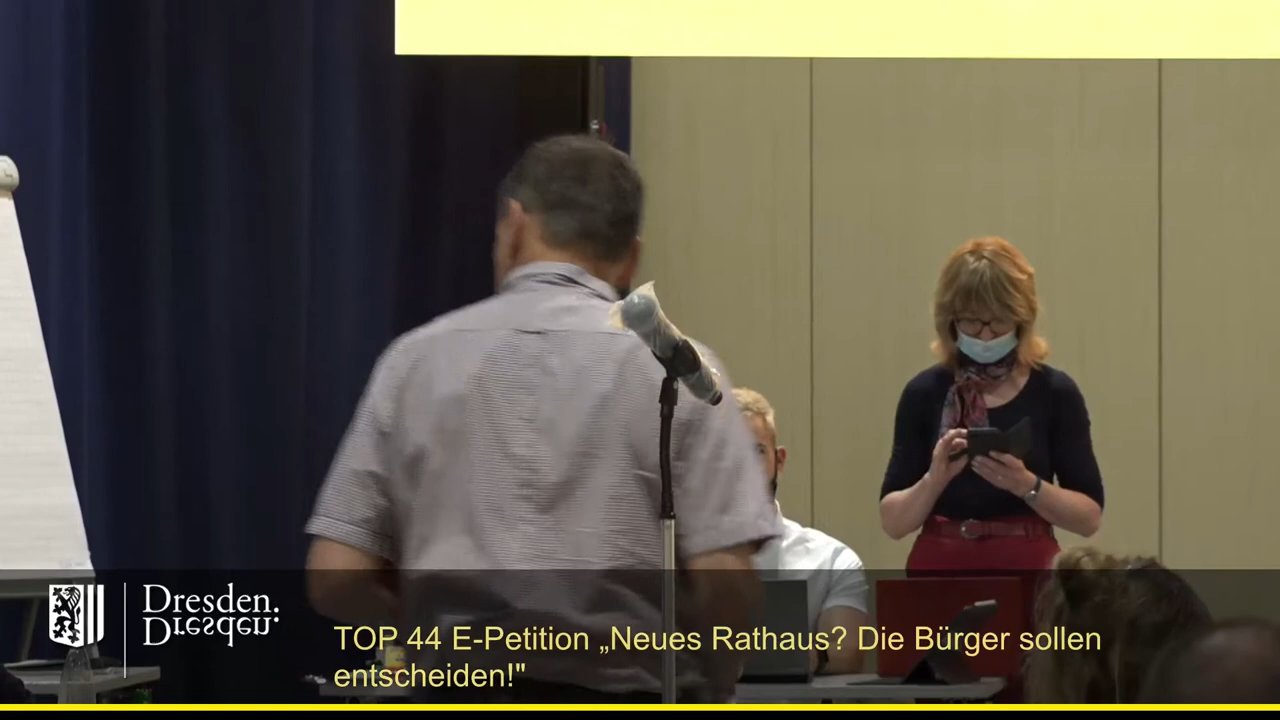 Dresden.
Dresden.
TOP 44 E-Petition „Neues Rathaus? Die Bürger sollen
entscheiden!"